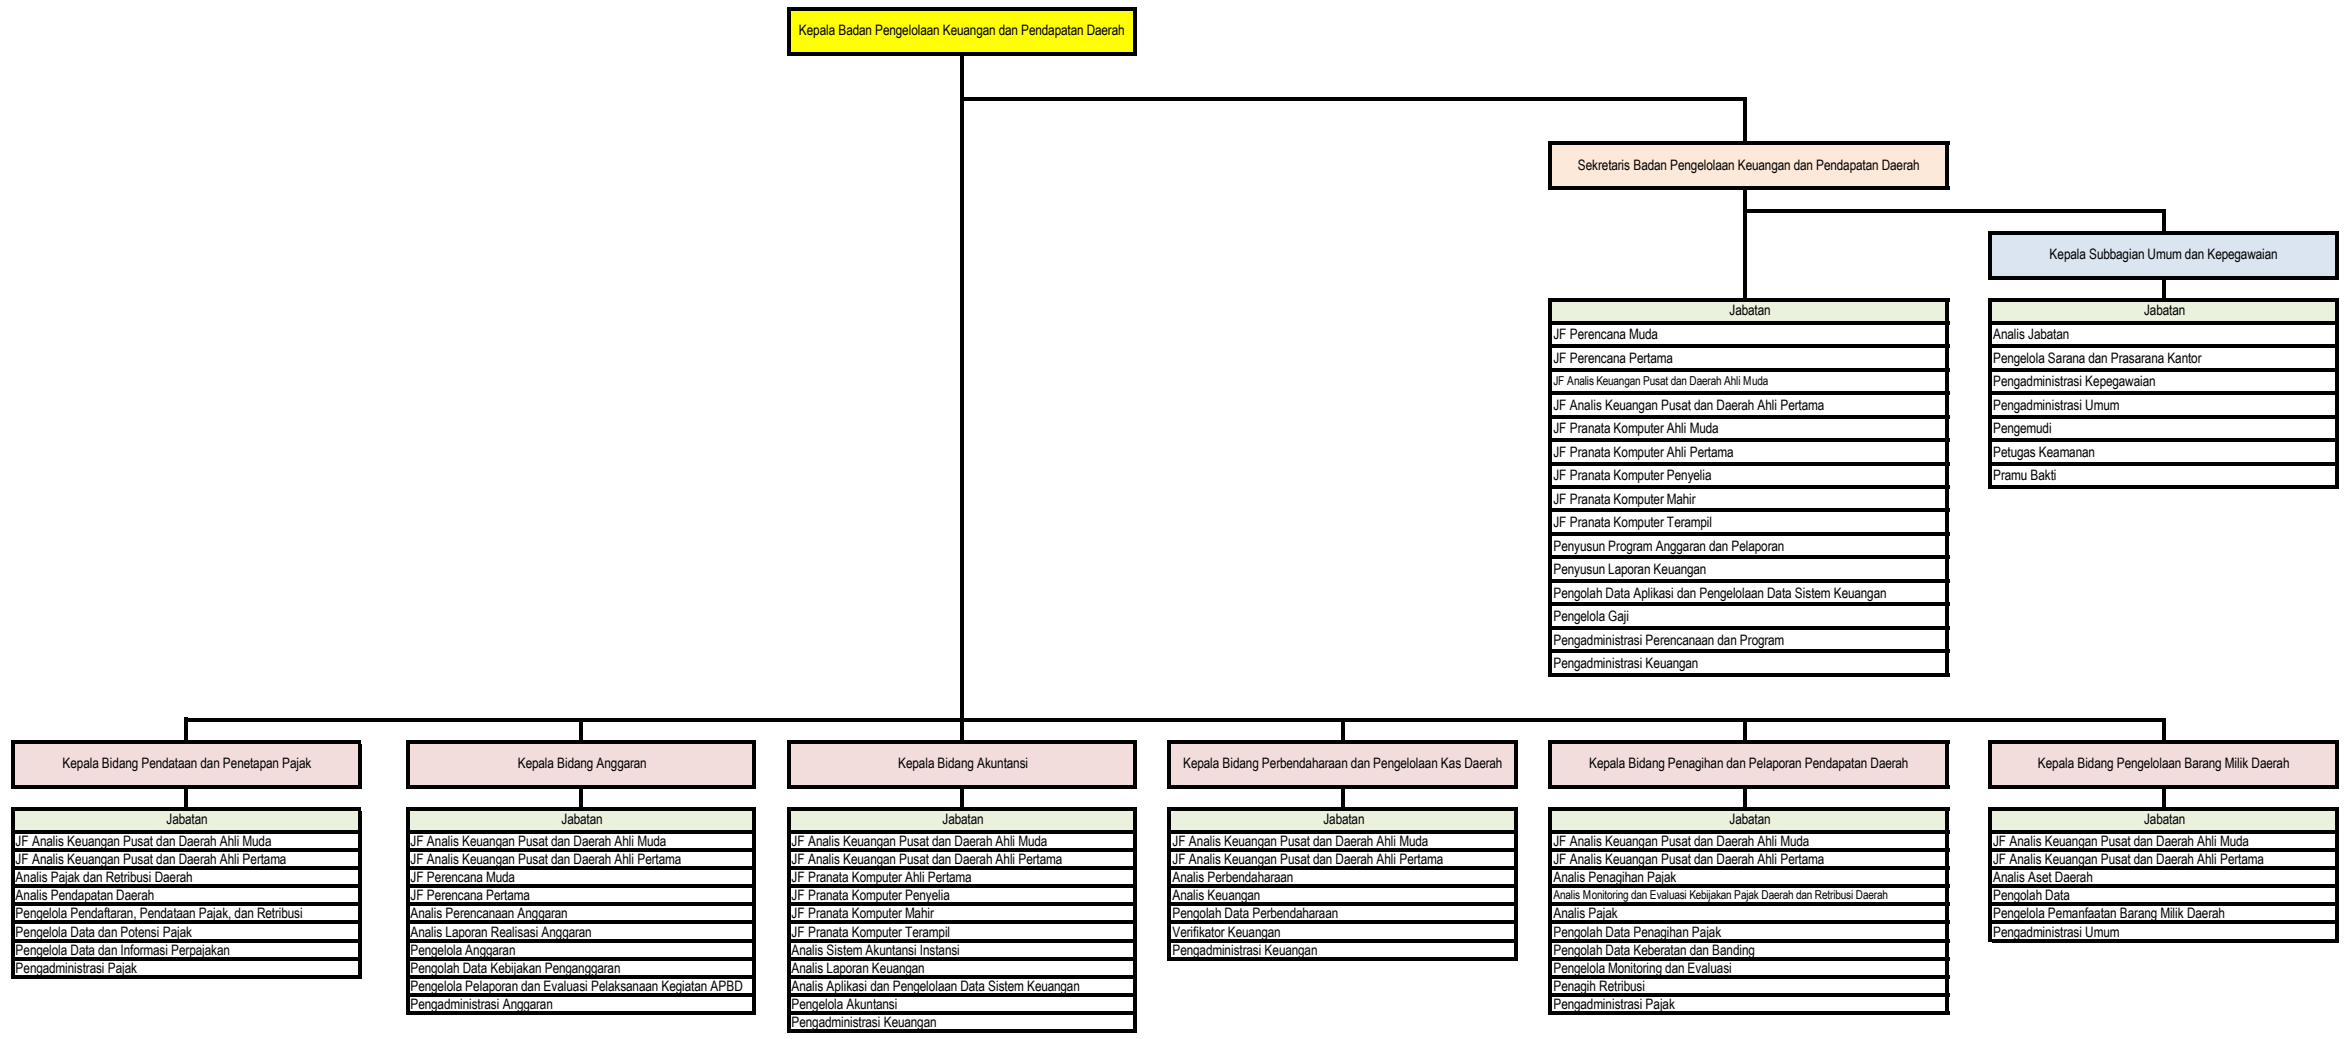 Kepala Badan Pengelolaan Keuangan dan Pendapatan Daerah
Sekretaris Badan Pengelolaan Keuangan dan Pendapatan Daerah
Kepala Subbagian Umum dan Kepegawaian
Jabatan
JF Perencana Muda
JF Perencana Pertama
JF Analis Keuangan Pusat dan Daerah Ahli Muda
JF Analis Keuangan Pusat dan Daerah Ahli Pertama
JF Pranata Komputer Ahli Muda
JF Pranata Komputer Ahli Pertama
JF Pranata Komputer Penyelia
JF Pranata Komputer Mahir
JF Pranata Komputer Terampil
Penyusun Program Anggaran dan Pelaporan
Penyusun Laporan Keuangan
Pengolah Data Aplikasi dan Pengelolaan Data Sistem Keuangan
Pengelola Gaji
Pengadministrasi Perencanaan dan Program
Pengadministrasi Keuangan
Jabatan
Analis Jabatan
Pengelola Sarana dan Prasarana Kantor
Pengadministrasi Kepegawaian
Pengadministrasi Umum
Pengemudi
Petugas Keamanan
Pramu Bakti
Kepala Bidang Pendataan dan Penetapan Pajak
Jabatan
JF Analis Keuangan Pusat dan Daerah Ahli Muda
JF Analis Keuangan Pusat dan Daerah Ahli Pertama
Analis Pajak dan Retribusi Daerah
Analis Pendapatan Daerah
Pengelola Pendaftaran, Pendataan Pajak, dan Retribusi
Pengelola Data dan Potensi Pajak
Pengelola Data dan Informasi Perpajakan
Pengadministrasi Pajak
Kepala Bidang Anggaran
Jabatan
JF Analis Keuangan Pusat dan Daerah Ahli Muda
JF Analis Keuangan Pusat dan Daerah Ahli Pertama
JF Perencana Muda
JF Perencana Pertama
Analis Perencanaan Anggaran
Analis Laporan Realisasi Anggaran
Pengelola Anggaran
Pengolah Data Kebijakan Penganggaran
Pengelola Pelaporan dan Evaluasi Pelaksanaan Kegiatan APBD
Pengadministrasi Anggaran
Kepala Bidang Akuntansi
Jabatan
JF Analis Keuangan Pusat dan Daerah Ahli Muda
JF Analis Keuangan Pusat dan Daerah Ahli Pertama
JF Pranata Komputer Ahli Pertama
JF Pranata Komputer Penyelia
JF Pranata Komputer Mahir
JF Pranata Komputer Terampil
Analis Sistem Akuntansi Instansi
Analis Laporan Keuangan
Analis Aplikasi dan Pengelolaan Data Sistem Keuangan
Pengelola Akuntansi
Pengadministrasi Keuangan
Kepala Bidang Perbendaharaan dan Pengelolaan Kas Daerah
Jabatan
JF Analis Keuangan Pusat dan Daerah Ahli Muda
JF Analis Keuangan Pusat dan Daerah Ahli Pertama
Analis Perbendaharaan
Analis Keuangan
Pengolah Data Perbendaharaan
Verifikator Keuangan
Pengadministrasi Keuangan
Kepala Bidang Penagihan dan Pelaporan Pendapatan Daerah
Jabatan
JF Analis Keuangan Pusat dan Daerah Ahli Muda
JF Analis Keuangan Pusat dan Daerah Ahli Pertama
Analis Penagihan Pajak
Analis Monitoring dan Evaluasi Kebijakan Pajak Daerah dan Retribusi Daerah
Analis Pajak
Pengolah Data Penagihan Pajak
Pengolah Data Keberatan dan Banding
Pengelola Monitoring dan Evaluasi
Penagih Retribusi
Pengadministrasi Pajak
Kepala Bidang Pengelolaan Barang Milik Daerah
Jabatan
JF Analis Keuangan Pusat dan Daerah Ahli Muda
JF Analis Keuangan Pusat dan Daerah Ahli Pertama
Analis Aset Daerah
Pengolah Data
Pengelola Pemanfaatan Barang Milik Daerah
Pengadministrasi Umum